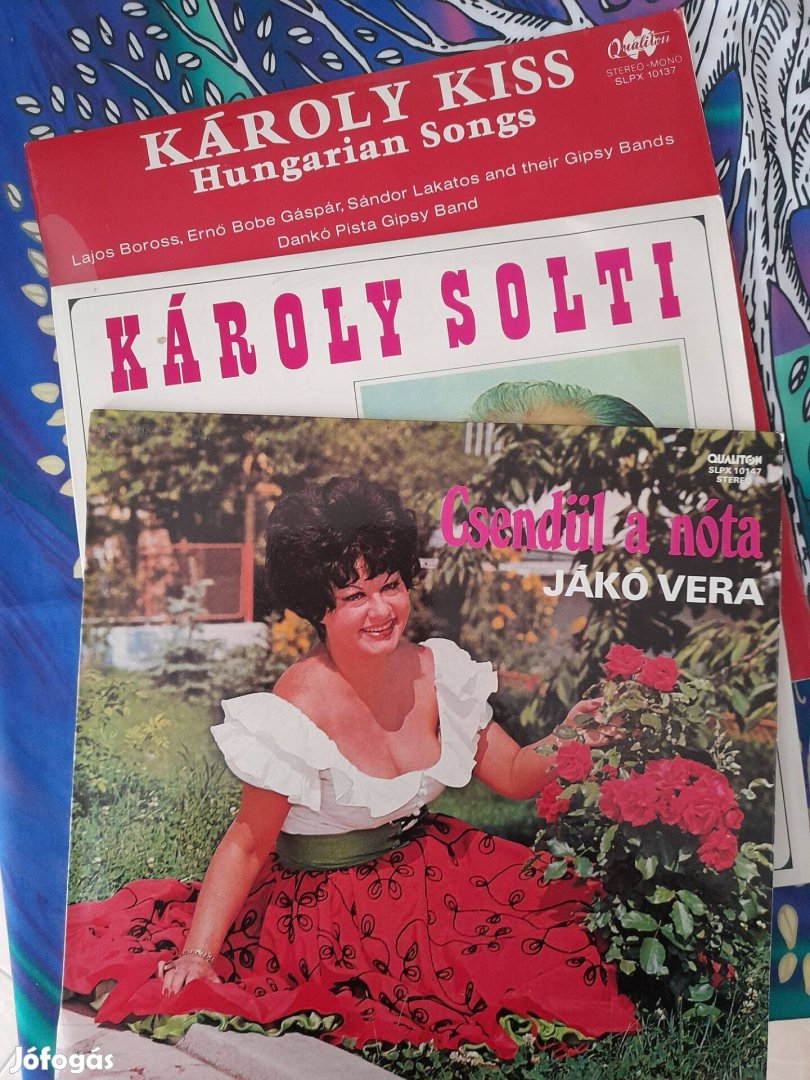 Qualiton
STEREO-MONO
SLPX 10137
KÁROLY KISS
Hungarian Songs
Lajos Boross, Ernő Bobe Gáspár, Sándor Lakatos and their Gipsy Bands
Dankó Pista Gipsy Band
KÁROLY SOLTI
QUALITON
SLPX 10147
STEREO
Csendül a nóta
JÁKÓ VERA
Jófogás